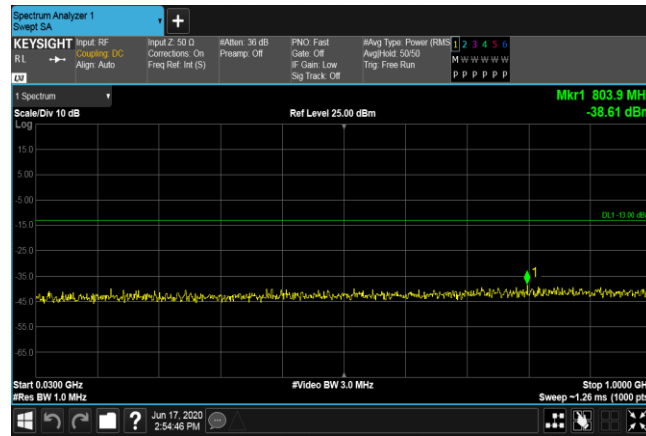 Spectrum Analyzer 1
Swept SA
KEYSIGHT Input: RF Input Z: 50 Ω #Atten: 36 dB PNO: Fast #Avg Type: Power (RMS 1 2 3 4 5 6
RL Coupling: DC Corrections: On Preamp: Off Gate: Off Avg|Hold: 50/50 M W W W W W
Align: Auto Freq Ref: Int (S) IF Gain: Low Trig: Free Run
LXI Sig Track: Off P P P P P P
1 Spectrum Mkr1 803.9 MH
Scale/Div 10 dB Ref Level 25.00 dBm -38.61 dBm
Log
15.0
5.00
-5.00
DL1 -13.00 dB
-15.0
-25.0
-35.0
1
-45.0
-55.0
-65.0
Start 0.0300 GHz #Video BW 3.0 MHz Stop 1.0000 GH
#Res BW 1.0 MHz Sweep ~1.26 ms (1000 pts
? Jun 17, 2020
2:54:46 PM